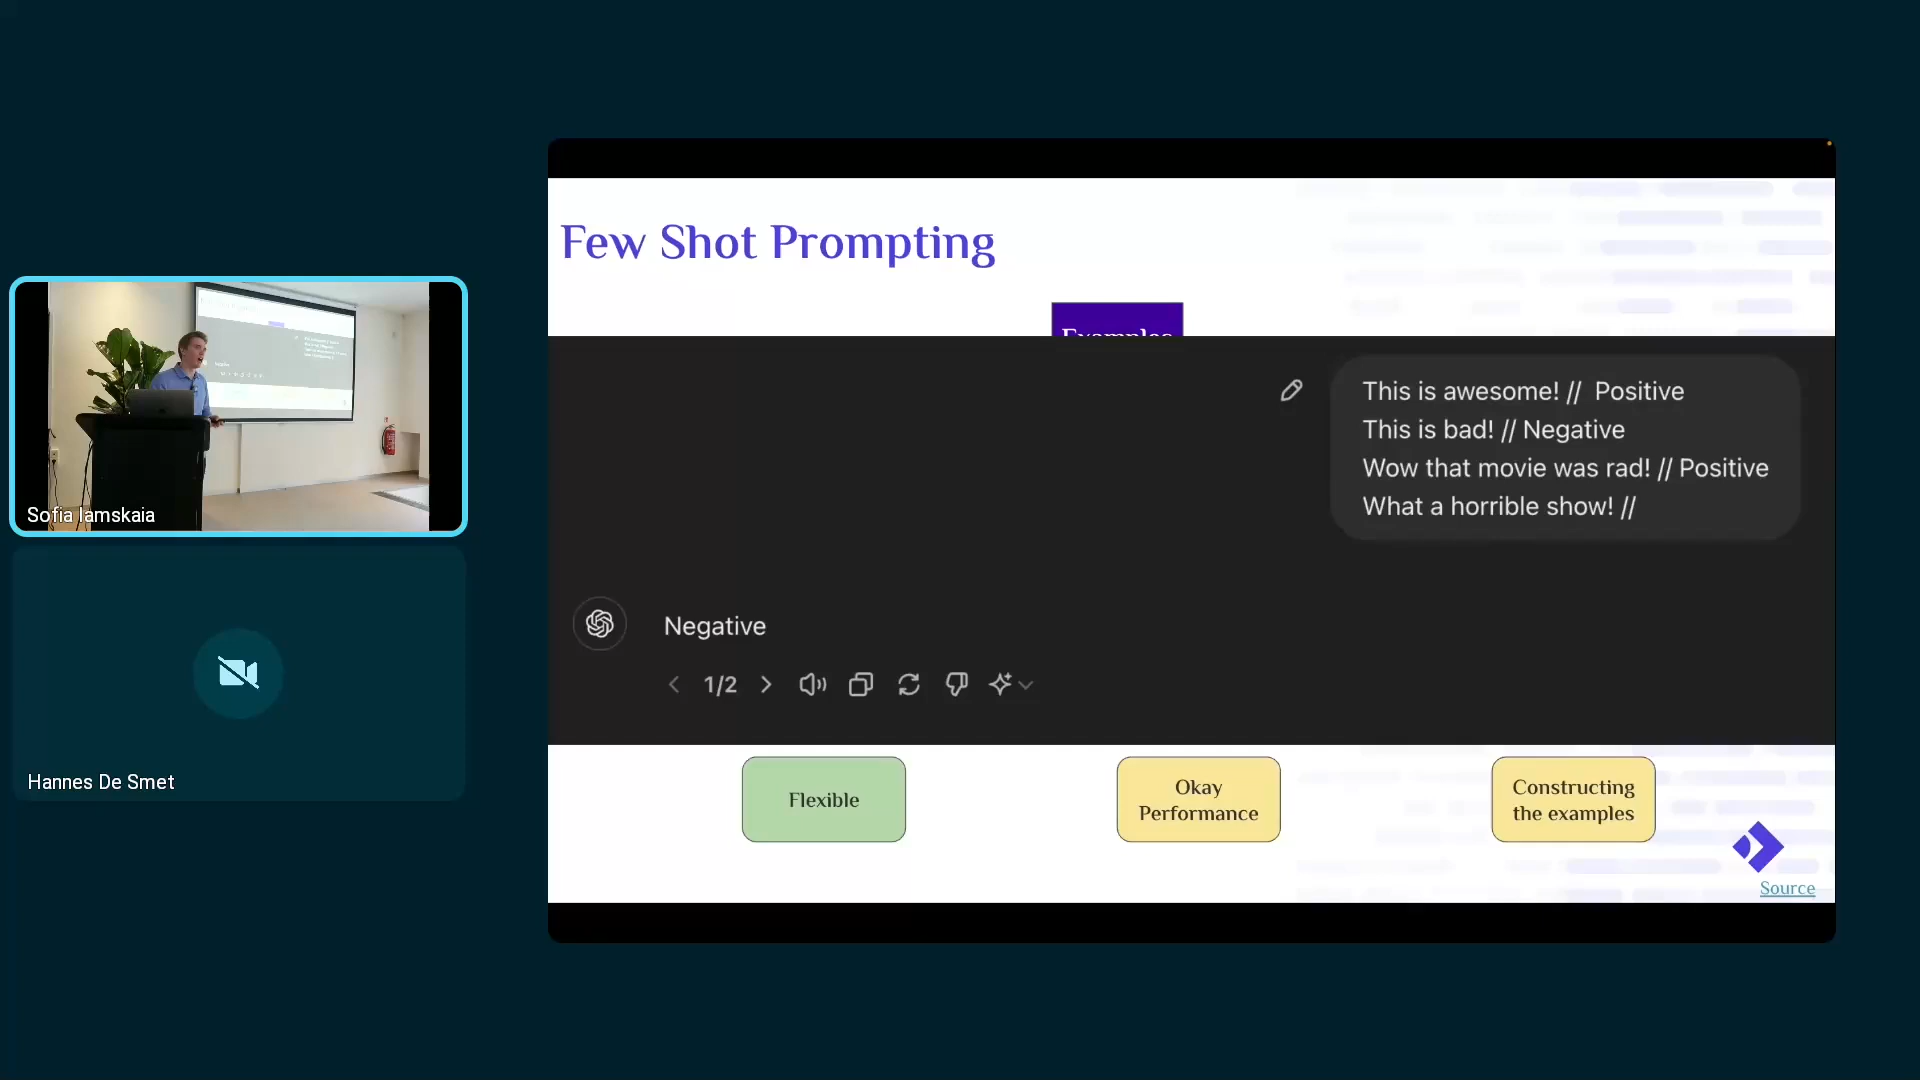 Few Shot Prompting
Examples
This is awesome! // Positive
This is bad! // Negative
Wow that movie was rad! // Positive
What a horrible show! //
Negative
1/2
Flexible
Okay
Performance
Constructing
the examples
Source
Sofia Iamskaia
Hannes De Smet